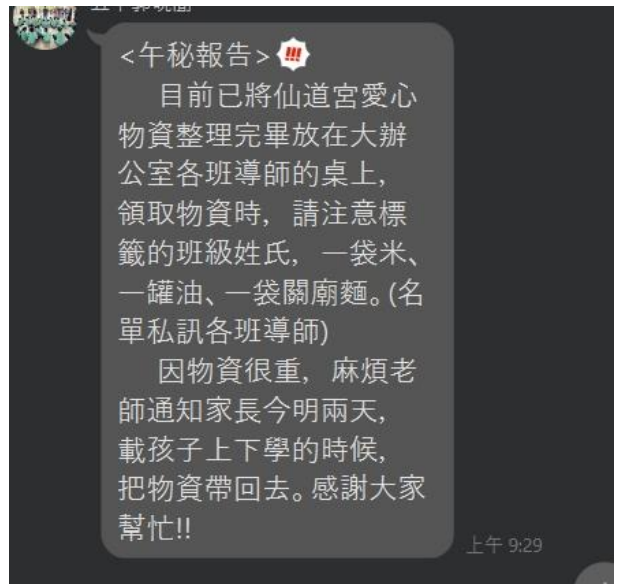 <午秘報告>
目前已將仙道宮愛心
物資整理完畢放在大辦
公室各班導師的桌上,
領取物資時, 請注意標
籤的班級姓氏, 一袋米、
一罐油、一袋關廟麵。(名
單私訊各班導師)
因物資很重, 麻煩老
師通知家長今明兩天,
載孩子上下學的時候,
把物資帶回去。感謝大家
幫忙!!
上午 9:29